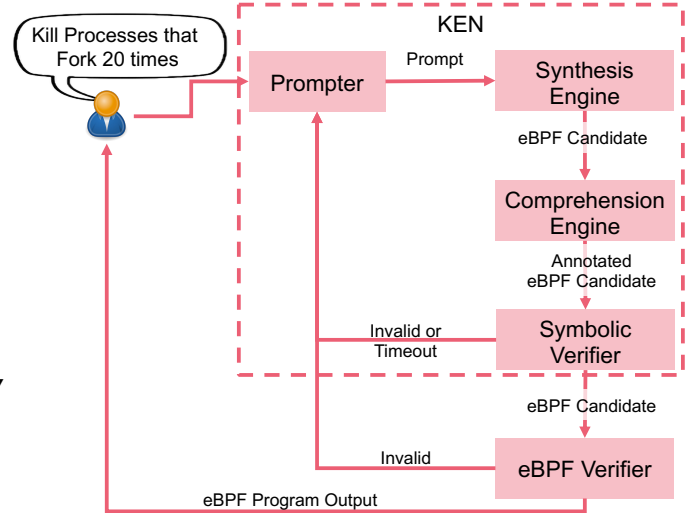 KEN
Kill Processes that
Fork 20 times
Prompter
Prompt
Synthesis
Engine
eBPF Candidate
Comprehension
Engine
Annotated
eBPF Candidate
Symbolic
Verifier
Invalid or
Timeout
eBPF Candidate
eBPF Verifier
Invalid
eBPF Program Output